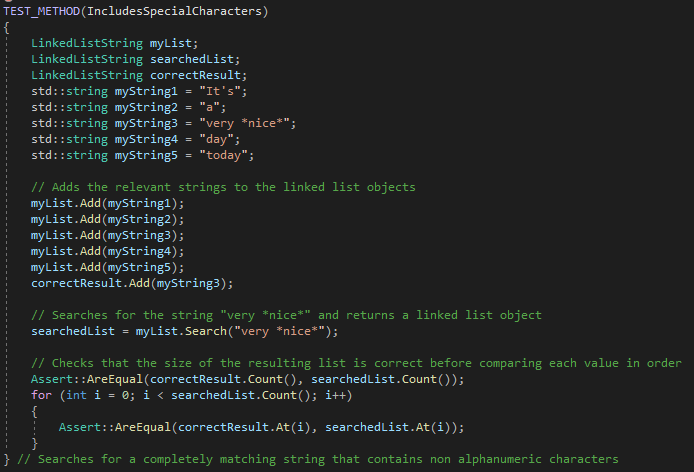 TEST_METHOD(IncludesSpecialCharacters)
{
    LinkedListString myList;
    LinkedListString searchedList;
    LinkedListString correctResult;
    std::string myString1 = "It's";
    std::string myString2 = "a";
    std::string myString3 = "very *nice*";
    std::string myString4 = "day";
    std::string myString5 = "today";

    // Adds the relevant strings to the linked list objects
    myList.Add(myString1);
    myList.Add(myString2);
    myList.Add(myString3);
    myList.Add(myString4);
    myList.Add(myString5);
    correctResult.Add(myString3);

    // Searches for the string "very *nice*" and returns a linked list object
    searchedList = myList.Search("very *nice*");

    // Checks that the size of the resulting list is correct before comparing each value in order
    Assert::AreEqual(correctResult.Count(), searchedList.Count());
    for (int i = 0; i < searchedList.Count(); i++)
    {
        Assert::AreEqual(correctResult.At(i), searchedList.At(i));
    }
} // Searches for a completely matching string that contains non alphanumeric characters